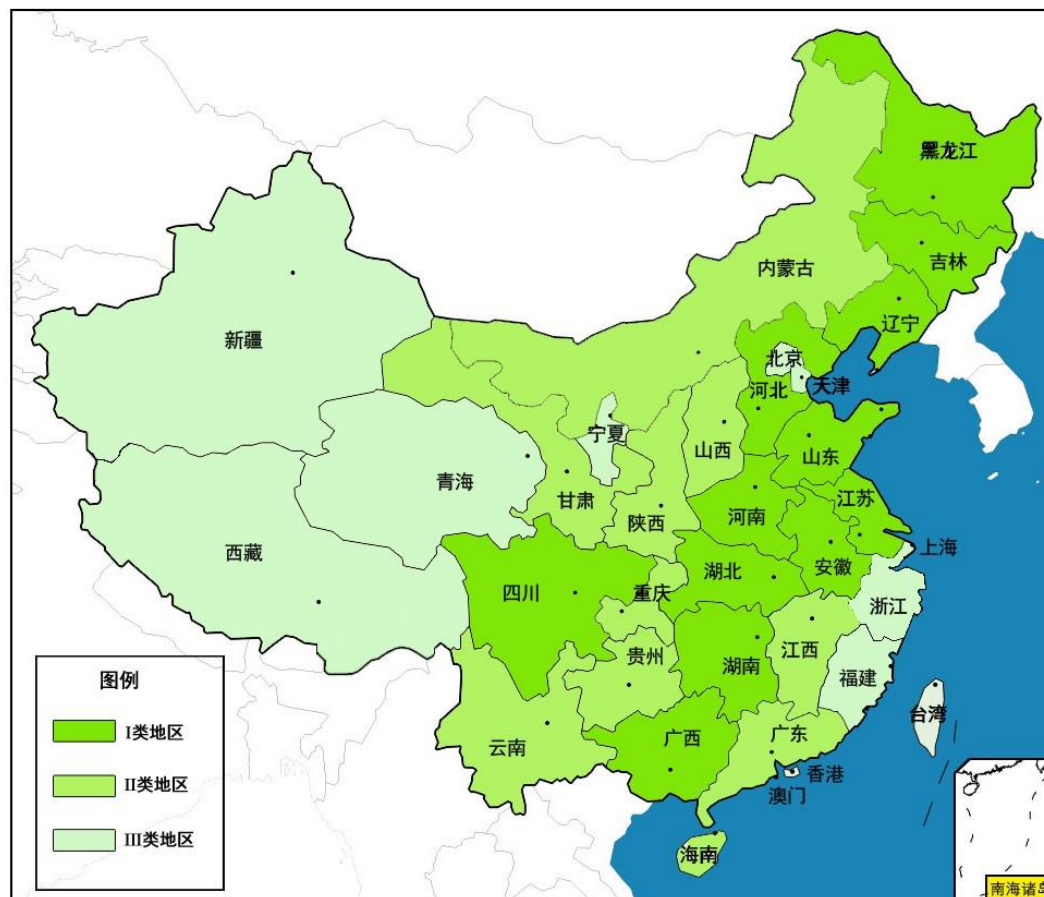 黑龙江
吉林
内蒙古
辽宁
新疆
北京
天津
河北
宁夏
山西
山东
青海
甘肃
陕西
河南
江苏
西藏
上海
四川
重庆
湖北
安徽
浙江
贵州
湖南
江西
福建
台湾
云南
广西
广东
香港
澳门
海南
图例
I类地区
II类地区
III类地区
南海诸岛